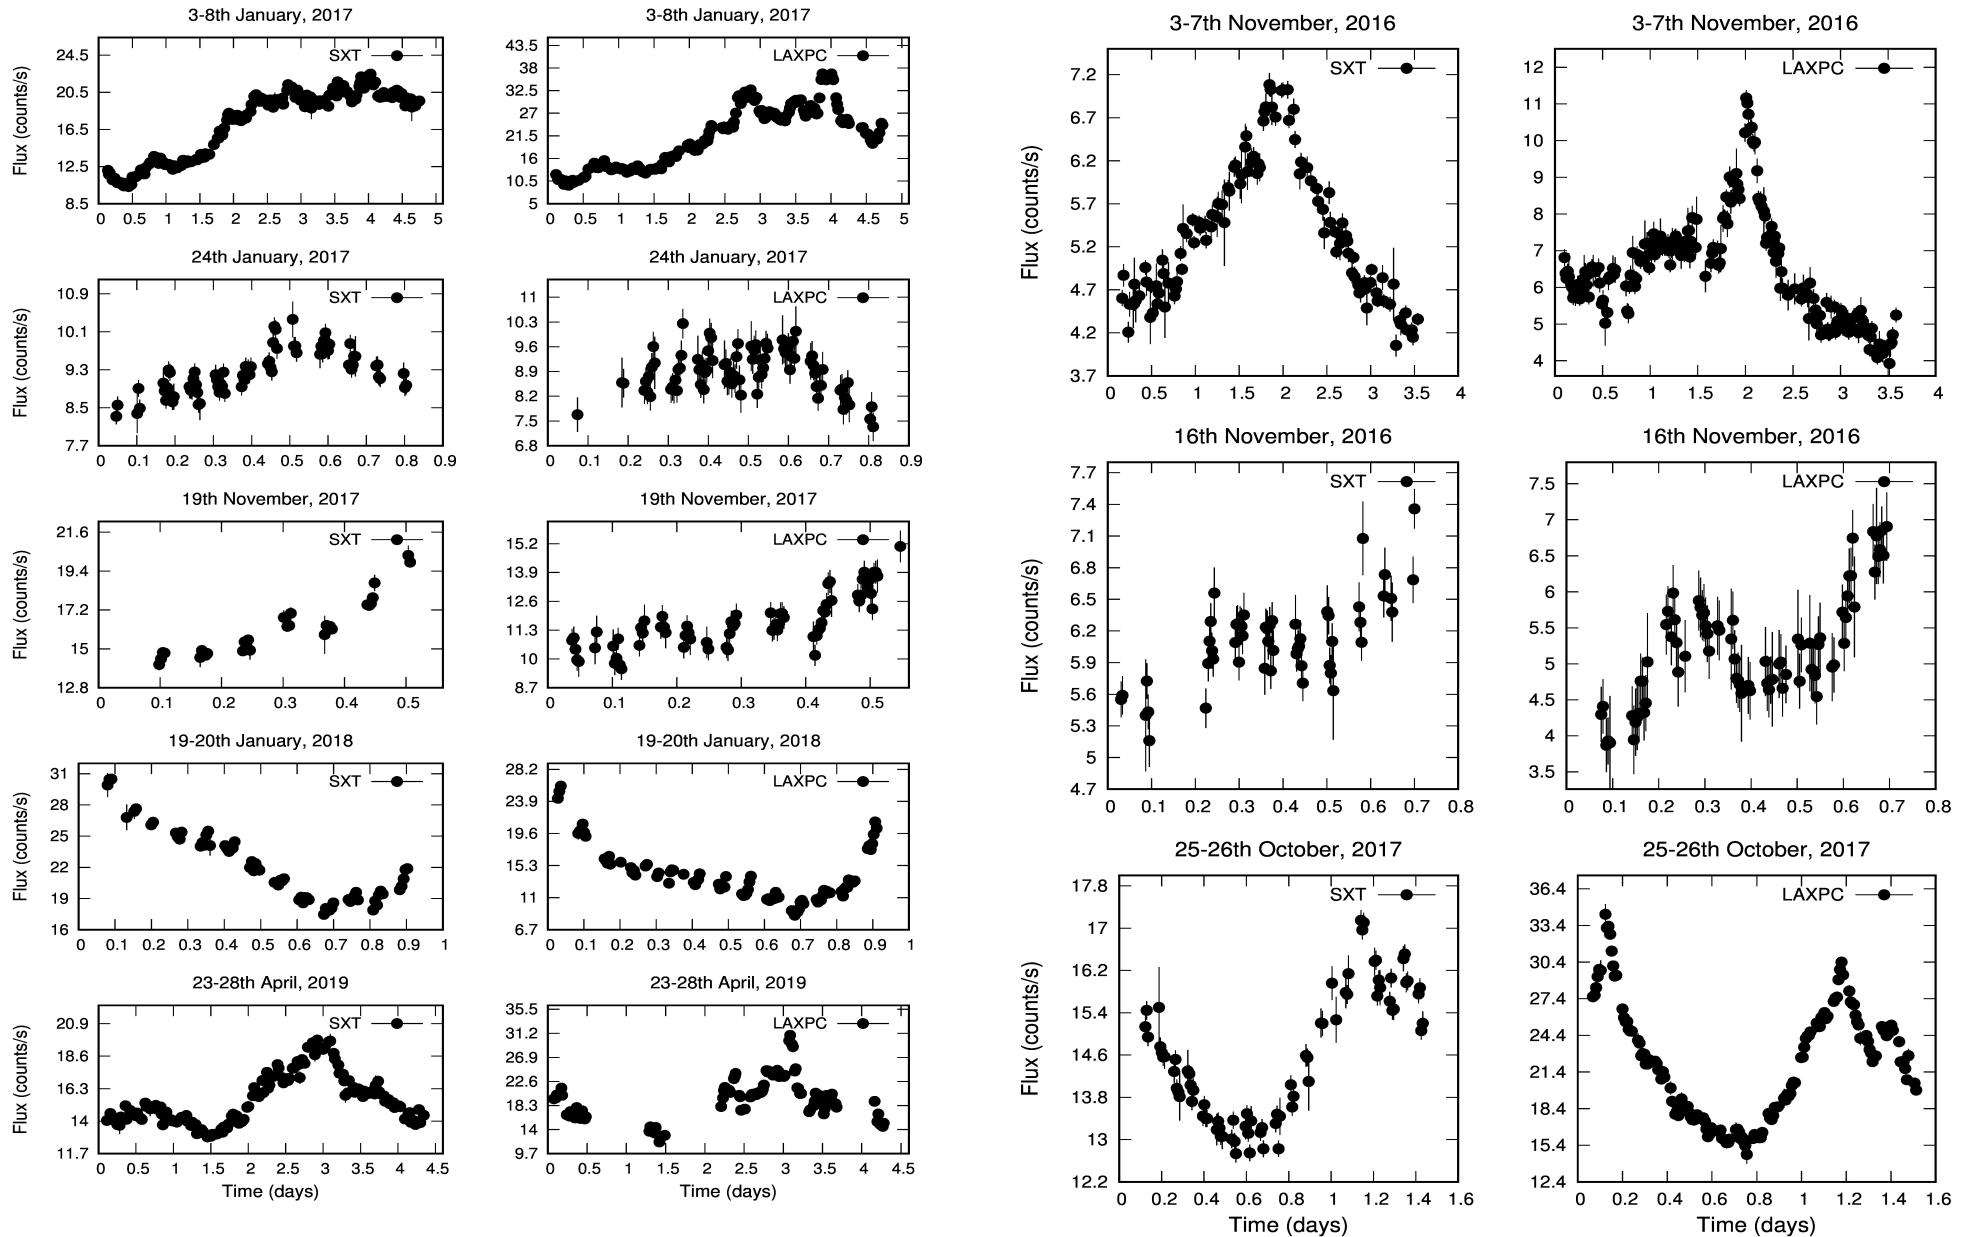 3-8th January, 2017
Flux (counts/s)
24.5
20.5
16.5
12.5
8.5
SXT
0 0.5 1 1.5 2 2.5 3 3.5 4 4.5 5
3-8th January, 2017
43.5
38
32.5
27
21.5
16
10.5
5
LAXPC
0 0.5 1 1.5 2 2.5 3 3.5 4 4.5 5
24th January, 2017
Flux (counts/s)
10.9
10.1
9.3
8.5
7.7
SXT
0 0.1 0.2 0.3 0.4 0.5 0.6 0.7 0.8 0.9
24th January, 2017
11
10.3
9.6
8.9
8.2
7.5
6.8
LAXPC
0 0.1 0.2 0.3 0.4 0.5 0.6 0.7 0.8 0.9
19th November, 2017
Flux (counts/s)
21.6
19.4
17.2
15
12.8
SXT
0 0.1 0.2 0.3 0.4 0.5
19th November, 2017
15.2
13.9
12.6
11.3
10
8.7
LAXPC
0 0.1 0.2 0.3 0.4 0.5
19-20th January, 2018
Flux (counts/s)
31
28
25
22
19
16
SXT
0 0.1 0.2 0.3 0.4 0.5 0.6 0.7 0.8 0.9 1
19-20th January, 2018
28.2
23.9
19.6
15.3
11
6.7
LAXPC
0 0.1 0.2 0.3 0.4 0.5 0.6 0.7 0.8 0.9 1
23-28th April, 2019
Flux (counts/s)
20.9
18.6
16.3
14
11.7
SXT
0 0.5 1 1.5 2 2.5 3 3.5 4 4.5
Time (days)
23-28th April, 2019
35.5
31.2
26.9
22.6
18.3
14
9.7
LAXPC
0 0.5 1 1.5 2 2.5 3 3.5 4 4.5
Time (days)
3-7th November, 2016
Flux (counts/s)
7.2
6.7
6.2
5.7
5.2
4.7
4.2
3.7
SXT
0 0.5 1 1.5 2 2.5 3 3.5 4
3-7th November, 2016
12
11
10
9
8
7
6
5
4
LAXPC
0 0.5 1 1.5 2 2.5 3 3.5 4
16th November, 2016
Flux (counts/s)
7.7
7.4
7.1
6.8
6.5
6.2
5.9
5.6
5.3
5
4.7
SXT
0 0.1 0.2 0.3 0.4 0.5 0.6 0.7 0.8
16th November, 2016
7.5
7
6.5
6
5.5
5
4.5
4
3.5
LAXPC
0 0.1 0.2 0.3 0.4 0.5 0.6 0.7 0.8
25-26th October, 2017
Flux (counts/s)
17.8
17
16.2
15.4
14.6
13.8
13
12.2
SXT
0 0.2 0.4 0.6 0.8 1 1.2 1.4 1.6
Time (days)
25-26th October, 2017
36.4
33.4
30.4
27.4
24.4
21.4
18.4
15.4
12.4
LAXPC
0 0.2 0.4 0.6 0.8 1 1.2 1.4 1.6
Time (days)